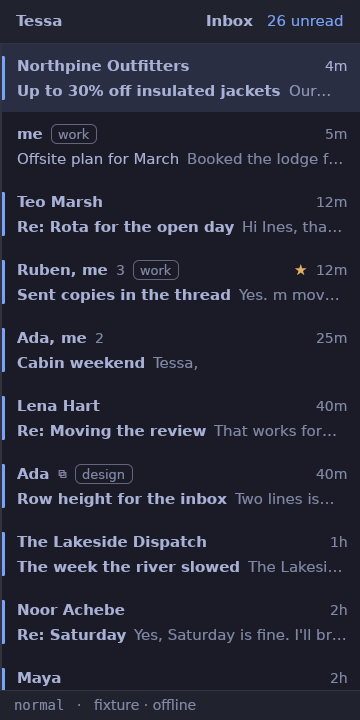 Tessa Inbox 26 unread
Northpine Outfitters 4m
Up to 30% off insulated jackets Our…
me work 5m
Offsite plan for March Booked the lodge f…
Teo Marsh 12m
Re: Rota for the open day Hi Ines, tha…
Ruben, me 3 work ★ 12m
Sent copies in the thread Yes. m mov…
Ada, me 2 25m
Cabin weekend Tessa,
Lena Hart 40m
Re: Moving the review That works for…
Ada ⧉ design 40m
Row height for the inbox Two lines is…
The Lakeside Dispatch 1h
The week the river slowed The Lakesi…
Noor Achebe 2h
Re: Saturday Yes, Saturday is fine. I'll br…
Maya 2h
normal · fixture · offline